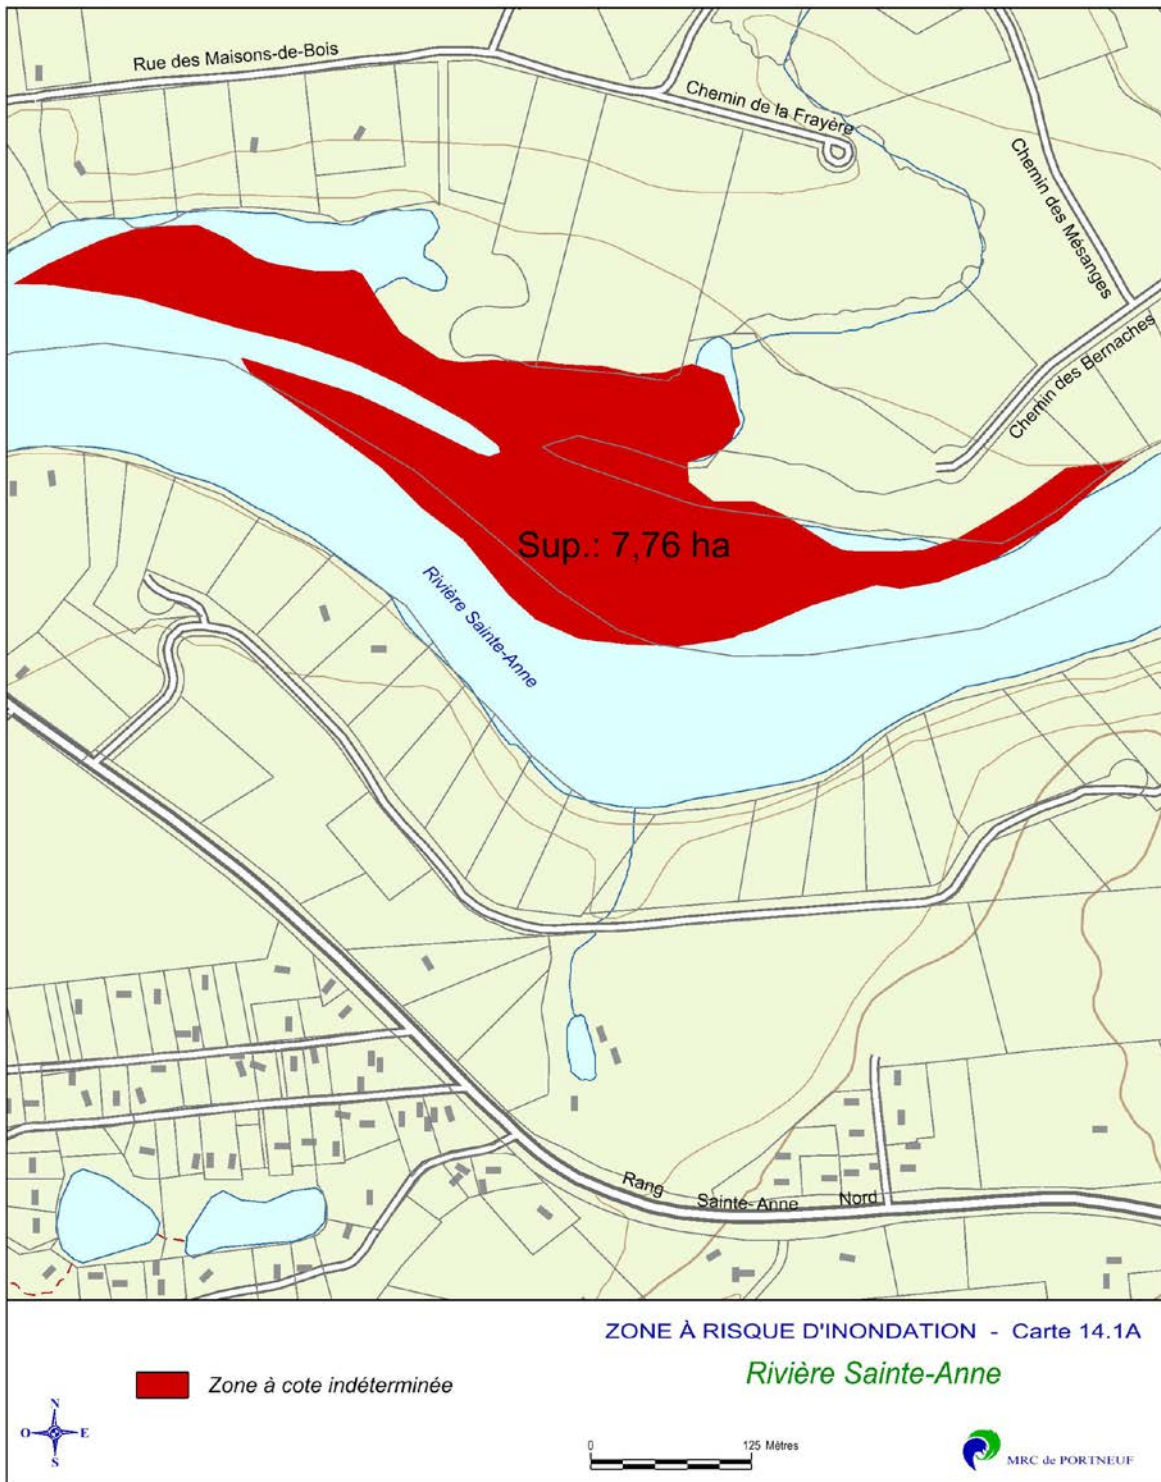 Rue des Maisons-de-Bois
Chemin de la Frayère
Chemin des Mésanges
Chemin des Bernaches
Sup.: 7,76 ha
Rivière Sainte-Anne
Rang Sainte-Anne Nord
ZONE À RISQUE D'INONDATION - Carte 14.1A
Rivière Sainte-Anne
Zone à cote indéterminée
N
O E
S
0 125 Mètres
MRC de PORTNEUF